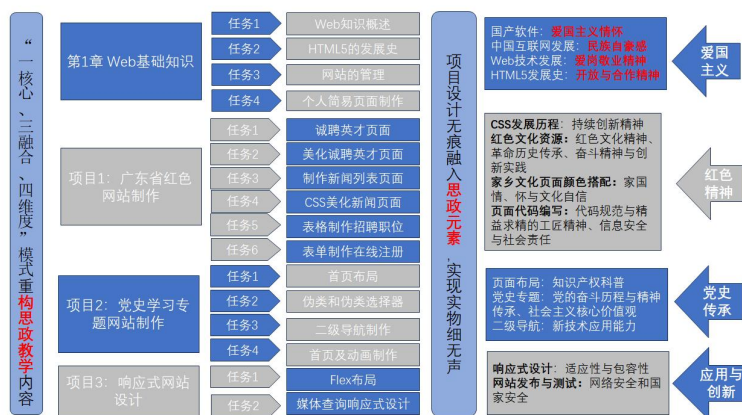 “一核心、三融合、四维度”模式重构思政教学内容
第1章 Web基础知识
任务1
Web知识概述
任务2
HTML5的发展史
任务3
网站的管理
任务4
个人简易页面制作
项目1：广东省红色
网站制作
任务1
诚聘英才页面
任务2
美化诚聘英才页面
任务3
制作新闻列表页面
任务4
CSS美化新闻页面
任务5
表格制作招聘职位
任务6
表单制作在线注册
项目2：党史学习专
题网站制作
任务1
首页布局
任务2
伪类和伪类选择器
任务3
二级导航制作
任务4
首页及动画制作
项目3：响应式网站
设计
任务1
Flex布局
任务2
媒体查询响应式设计
项目设计无痕融入思政元素,实现实物细无声
国产软件：爱国主义情怀
中国互联网发展：民族自豪感
Web技术发展：爱岗敬业精神
HTML5发展史：开放与合作精神
爱国
主义
CSS发展历程：持续创新精神
红色文化资源：红色文化精神、
革命历史传承、奋斗精神与创
新实践
家乡文化页面颜色搭配：家国
情、怀与文化自信
页面代码编写：代码规范与精
益求精的工匠精神、信息安全
与社会责任
红色
精神
页面布局：知识产权科普
党史专题：党的奋斗历程与精神
传承、社会主义核心价值观
二级导航：新技术应用能力
党史
传承
响应式设计：适应性与包容性
网站发布与测试：网络安全和国
家安全
应用与
创新